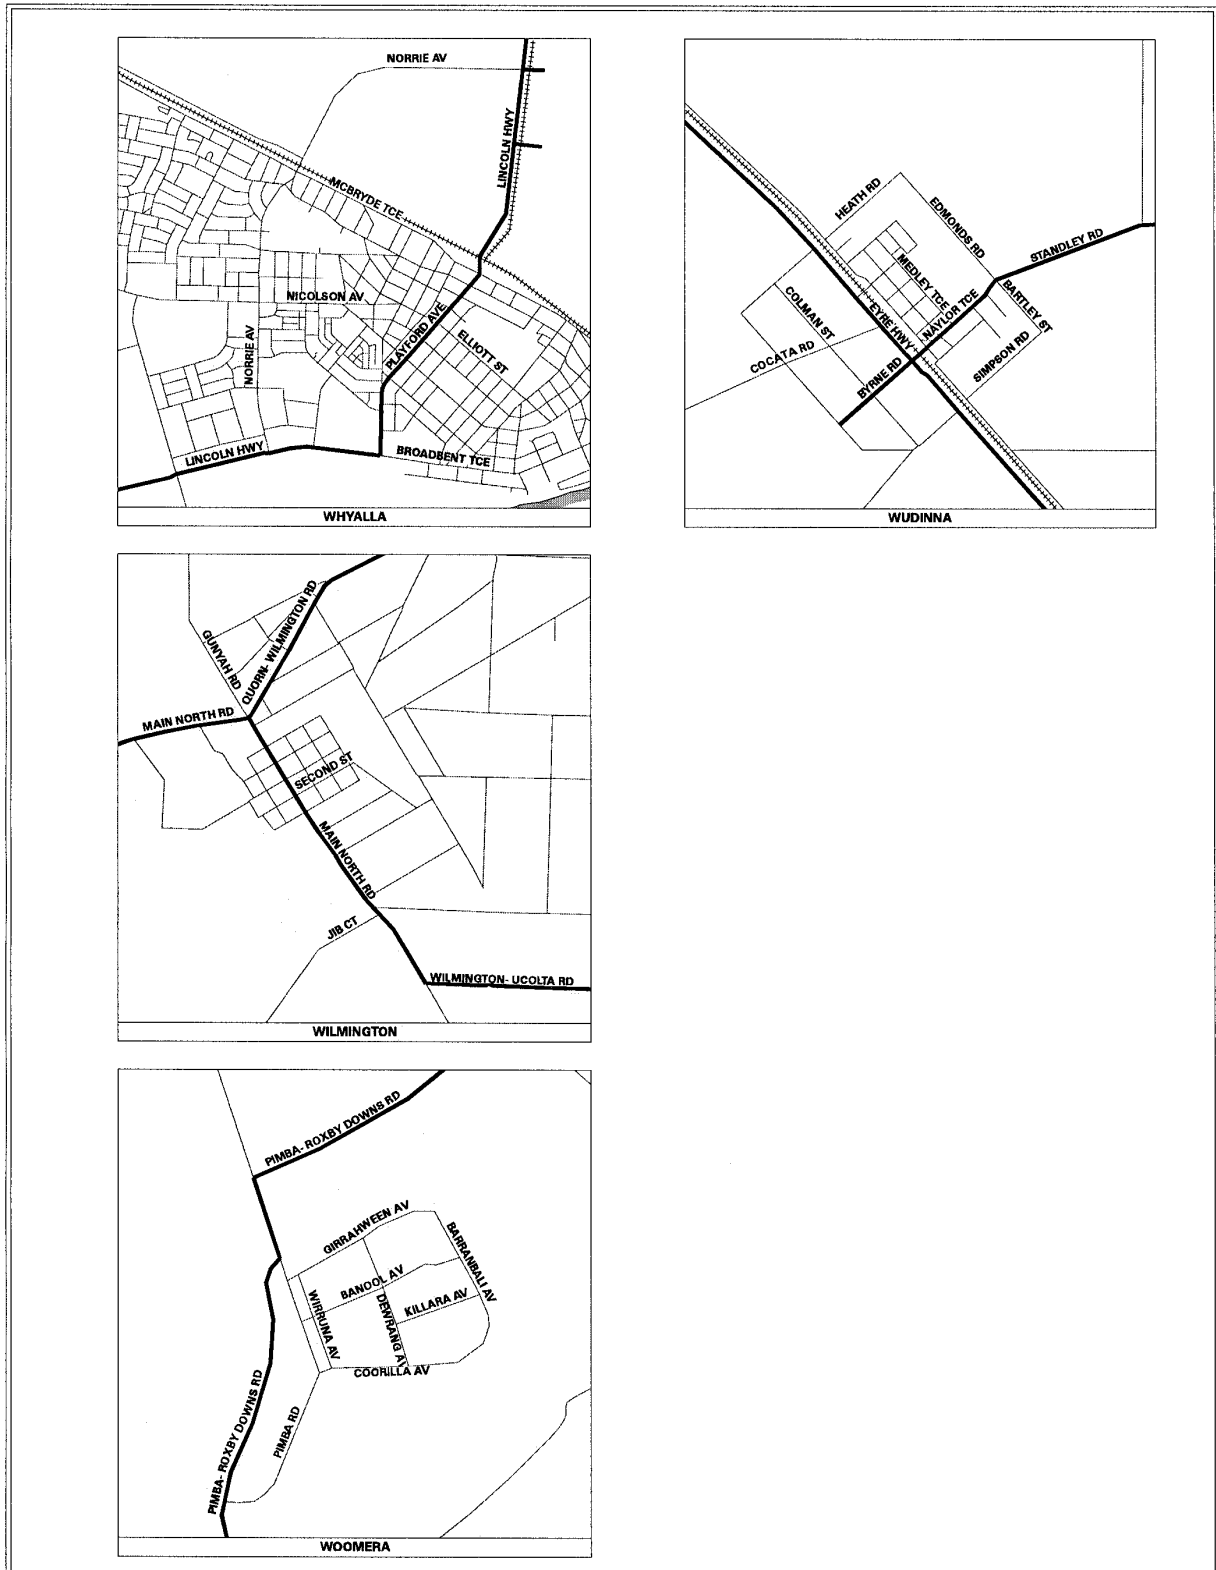 NORRIE AV
LINCOLN HWY
MCBRYDE TCE
NICOLSON AV
NORRIE AV
PLAYFORD AVE
ELLIOTT ST
LINCOLN HWY
BROADBENT TCE
WHYALLA
HEATH RD
EDMONDS RD
STANDLEY RD
MEDLEY TCE
NAYLOR TCE
BARTLEY ST
COLMAN ST
EYRE HWY
COCATA RD
BYRNE RD
SIMPSON RD
WUDINNA
GUNYAH RD
QUORN- WILMINGTON RD
MAIN NORTH RD
SECOND ST
MAIN NORTH RD
JIB CT
WILMINGTON- UCOLTA RD
WILMINGTON
PIMBA- ROXBY DOWNS RD
GIRRAHWEEN AV
BARRANBALI AV
BANOOL AV
WIRRUNA AV
DEWRANG AV
KILLARA AV
COORILLA AV
PIMBA RD
PIMBA- ROXBY DOWNS RD
WOOMERA